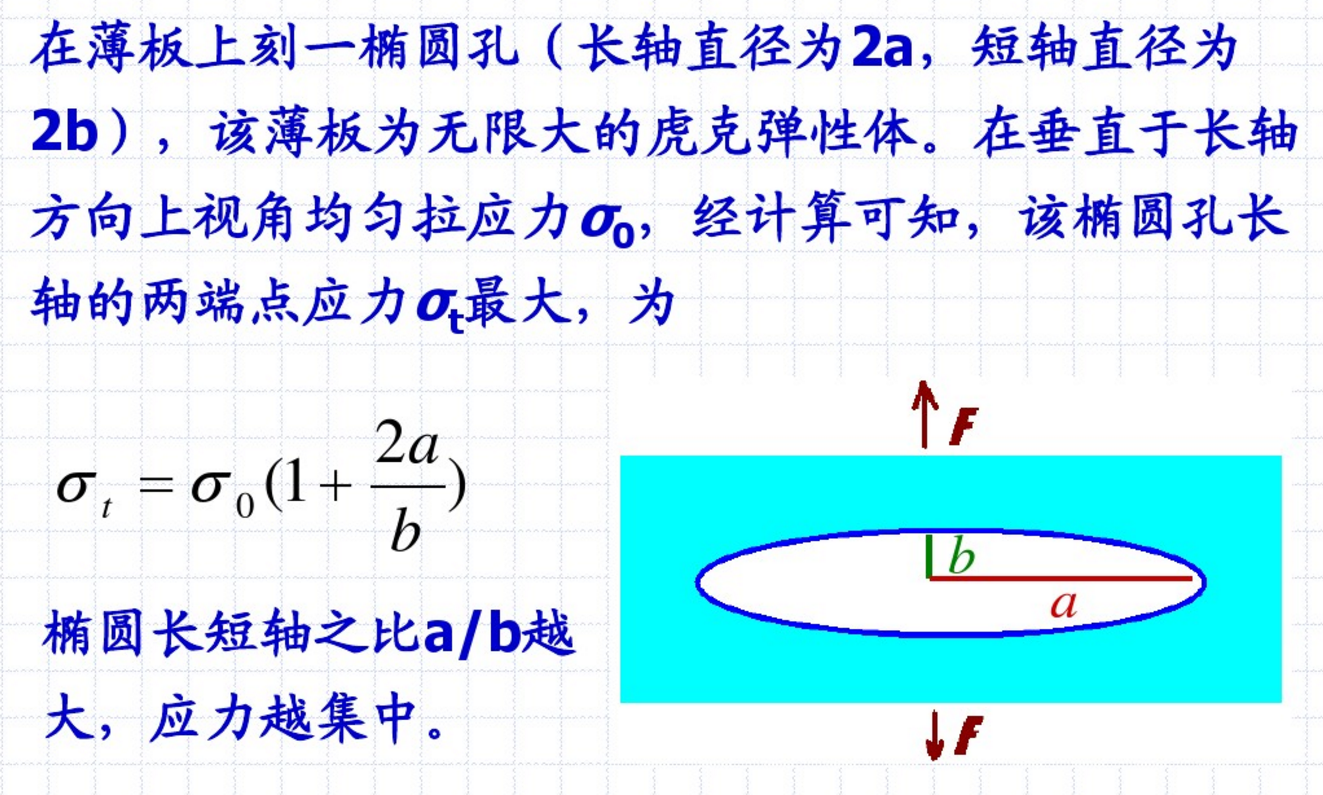 在薄板上刻一椭圆孔（长轴直径为2a，短轴直径为
2b），该薄板为无限大的虎克弹性体。在垂直于长轴
方向上视角均匀拉应力σ₀，经计算可知，该椭圆孔长
轴的两端点应力σₜ最大，为
σₜ = σ₀(1+2a/b)
椭圆长短轴之比a/b越
大，应力越集中。
F
b
a
F